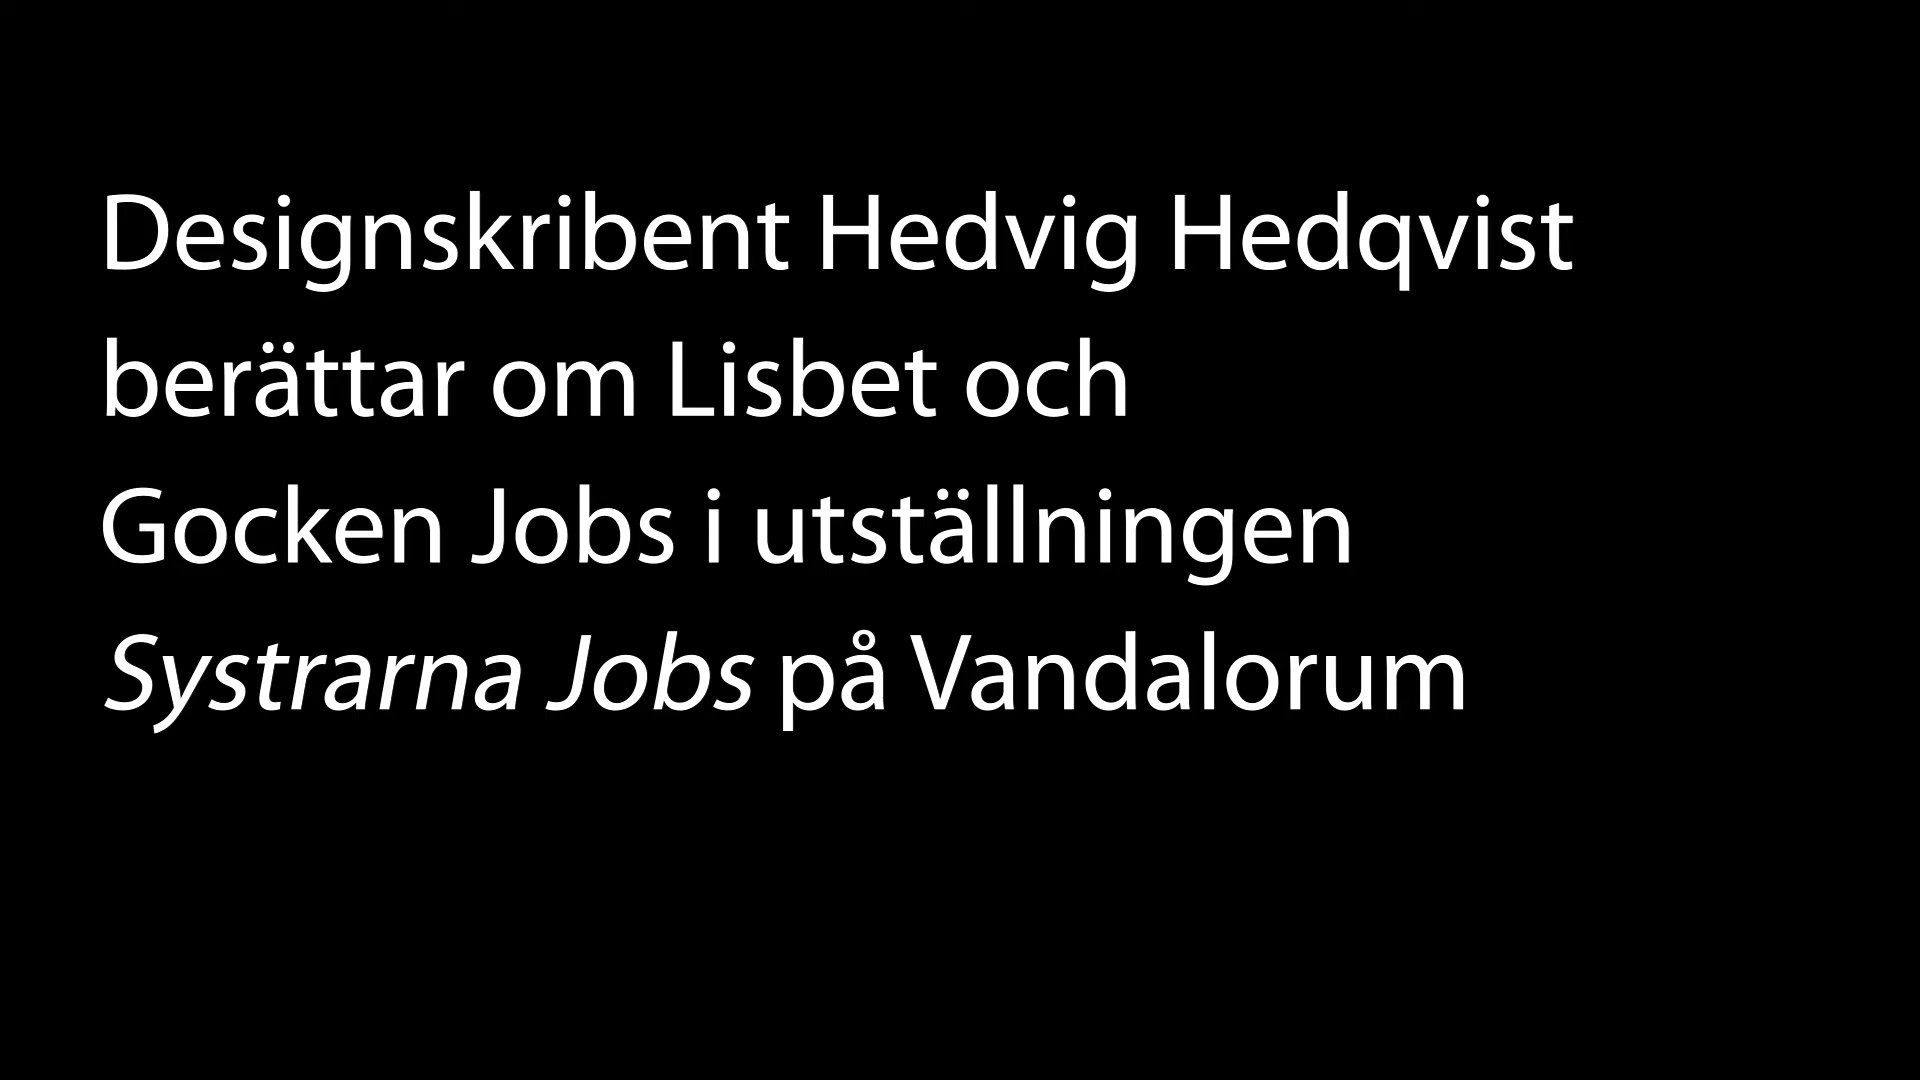 Designskribent Hedvig Hedqvist
berättar om Lisbet och
Gocken Jobs i utställningen
Systrarna Jobs på Vandalorum